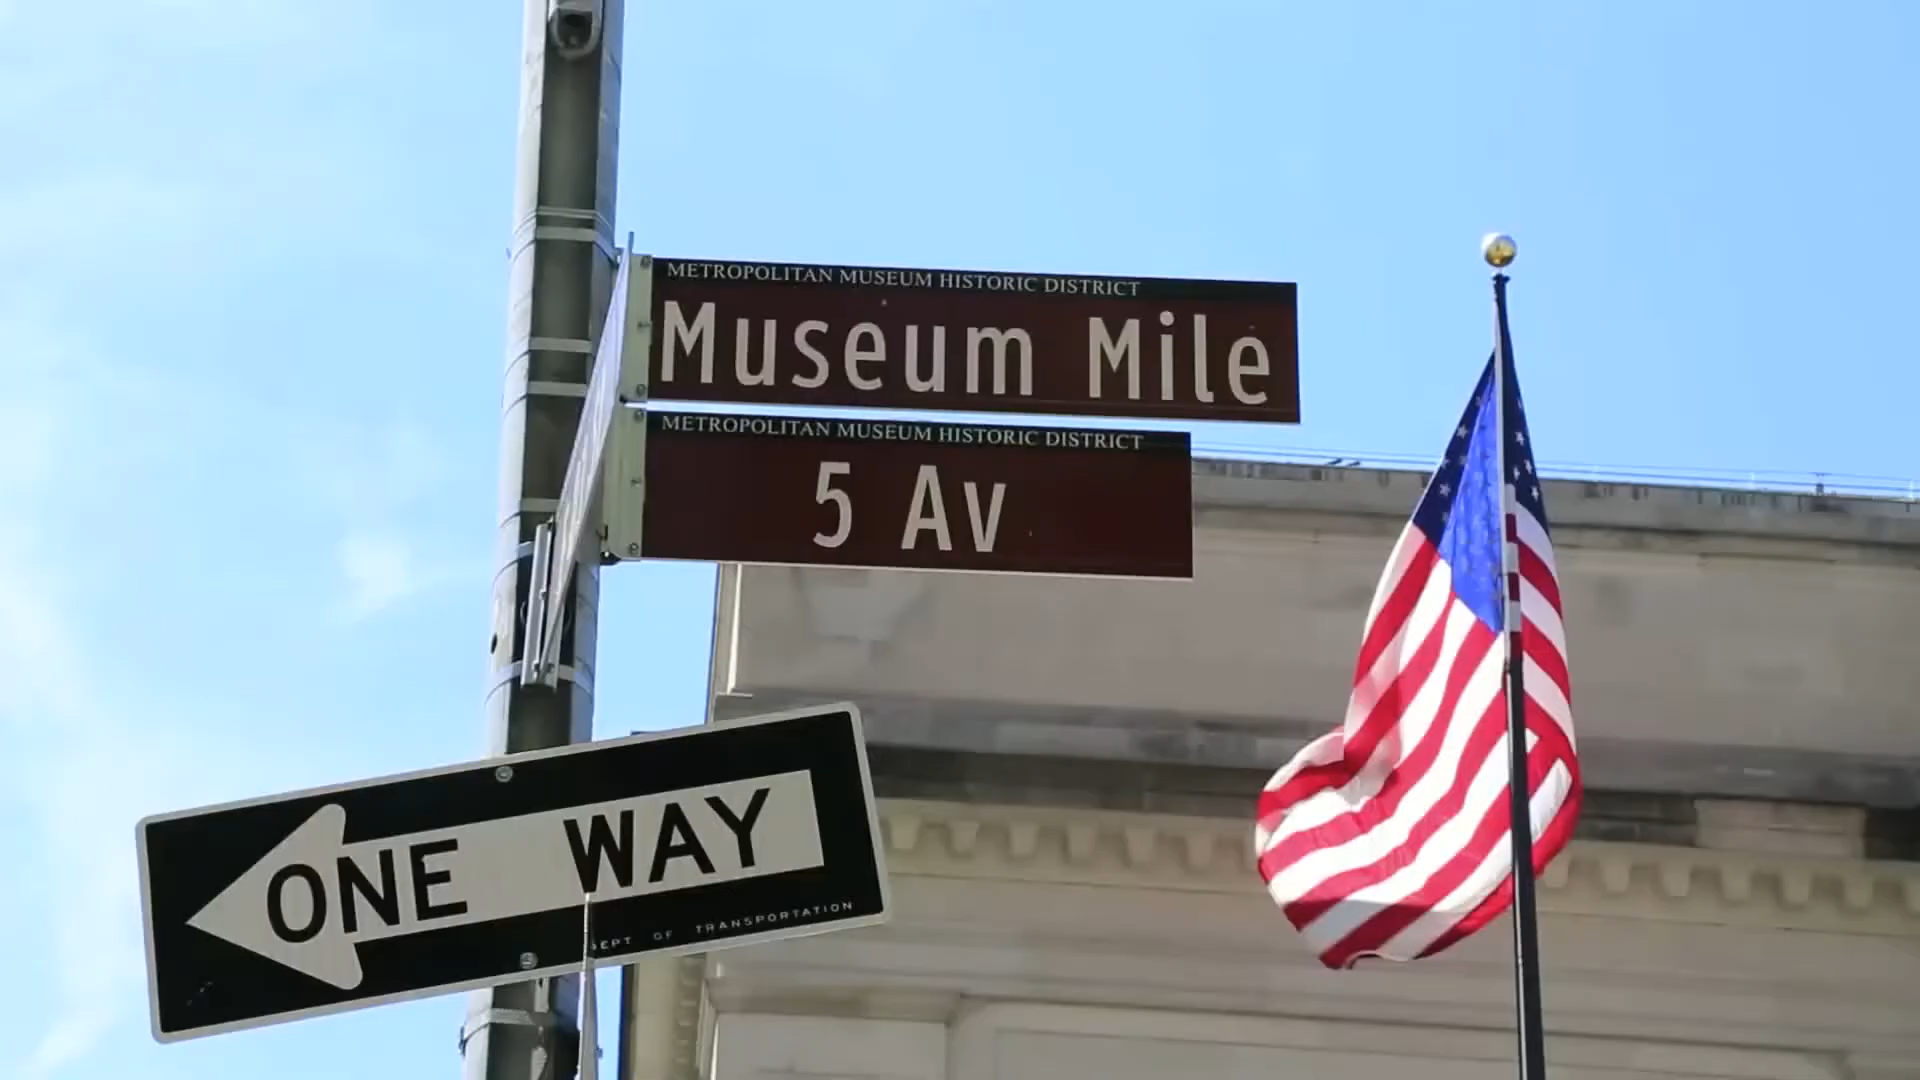 METROPOLITAN MUSEUM HISTORIC DISTRICT
Museum Mile
METROPOLITAN MUSEUM HISTORIC DISTRICT
5 Av
ONE WAY
DEPT OF TRANSPORTATION